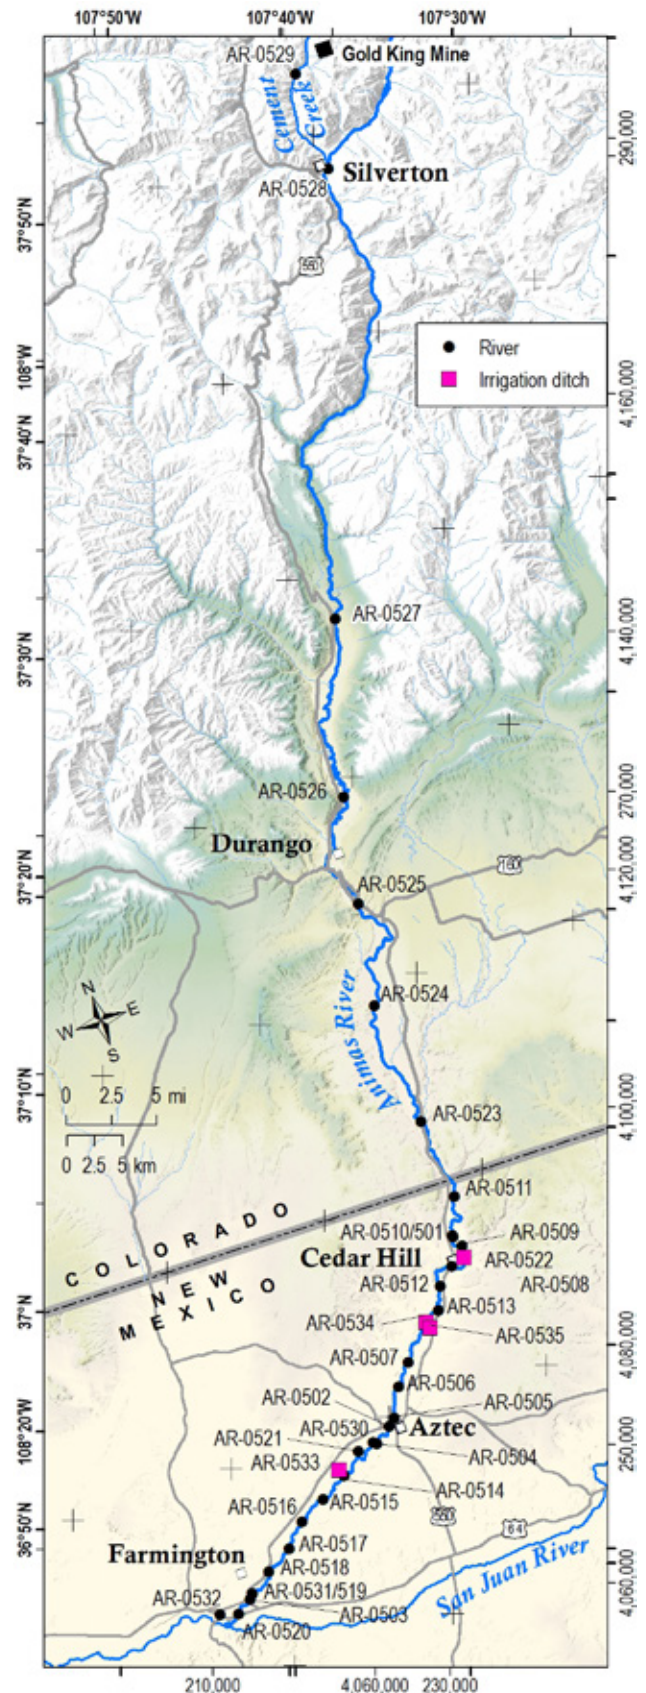 107°50'W
107°40'W
107°30'W
AR-0529
Gold King Mine
Cement
Creek
290,000
Silverton
AR-0528
37°50'N
550
River
Irrigation ditch
108°W
4,160,000
37°40'N
AR-0527
4,140,000
37°30'N
AR-0526
270,000
Durango
160
4,120,000
37°20'N
AR-0525
N
W E
S
AR-0524
Animas River
0 2.5 5 mi
37°10'N
0 2.5 5 km
AR-0523
4,100,000
AR-0511
COLORADO
NEW
MEXICO
AR-0510/501
AR-0509
Cedar Hill
AR-0522
AR-0512
AR-0508
37°N
AR-0513
AR-0534
AR-0535
AR-0507
4,080,000
AR-0506
AR-0502
AR-0505
AR-0530
Aztec
108°20'W
AR-0521
AR-0504
250,000
AR-0533
AR-0514
AR-0515
AR-0516
550
64
36°50'N
AR-0517
Farmington
AR-0518
San Juan River
4,060,000
AR-0531/519
AR-0532
AR-0503
AR-0520
210,000
4,060,000
230,000